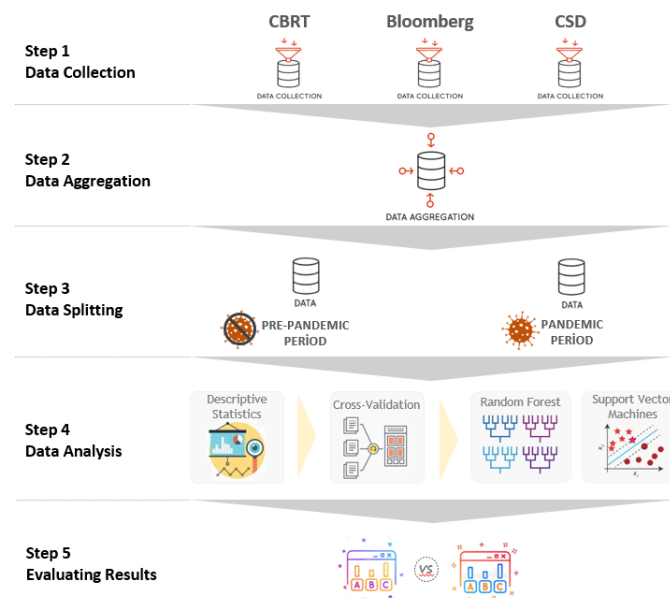 CBRT
Bloomberg
CSD
Step 1
Data Collection
DATA COLLECTION
DATA COLLECTION
DATA COLLECTION
Step 2
Data Aggregation
DATA AGGREGATION
Step 3
Data Splitting
DATA
PRE-PANDEMIC
PERİOD
DATA
PANDEMIC
PERİOD
Step 4
Data Analysis
Descriptive
Statistics
Cross-Validation
Random Forest
Support Vector
Machines
X₁
Step 5
Evaluating Results
A B C
VS
A B C